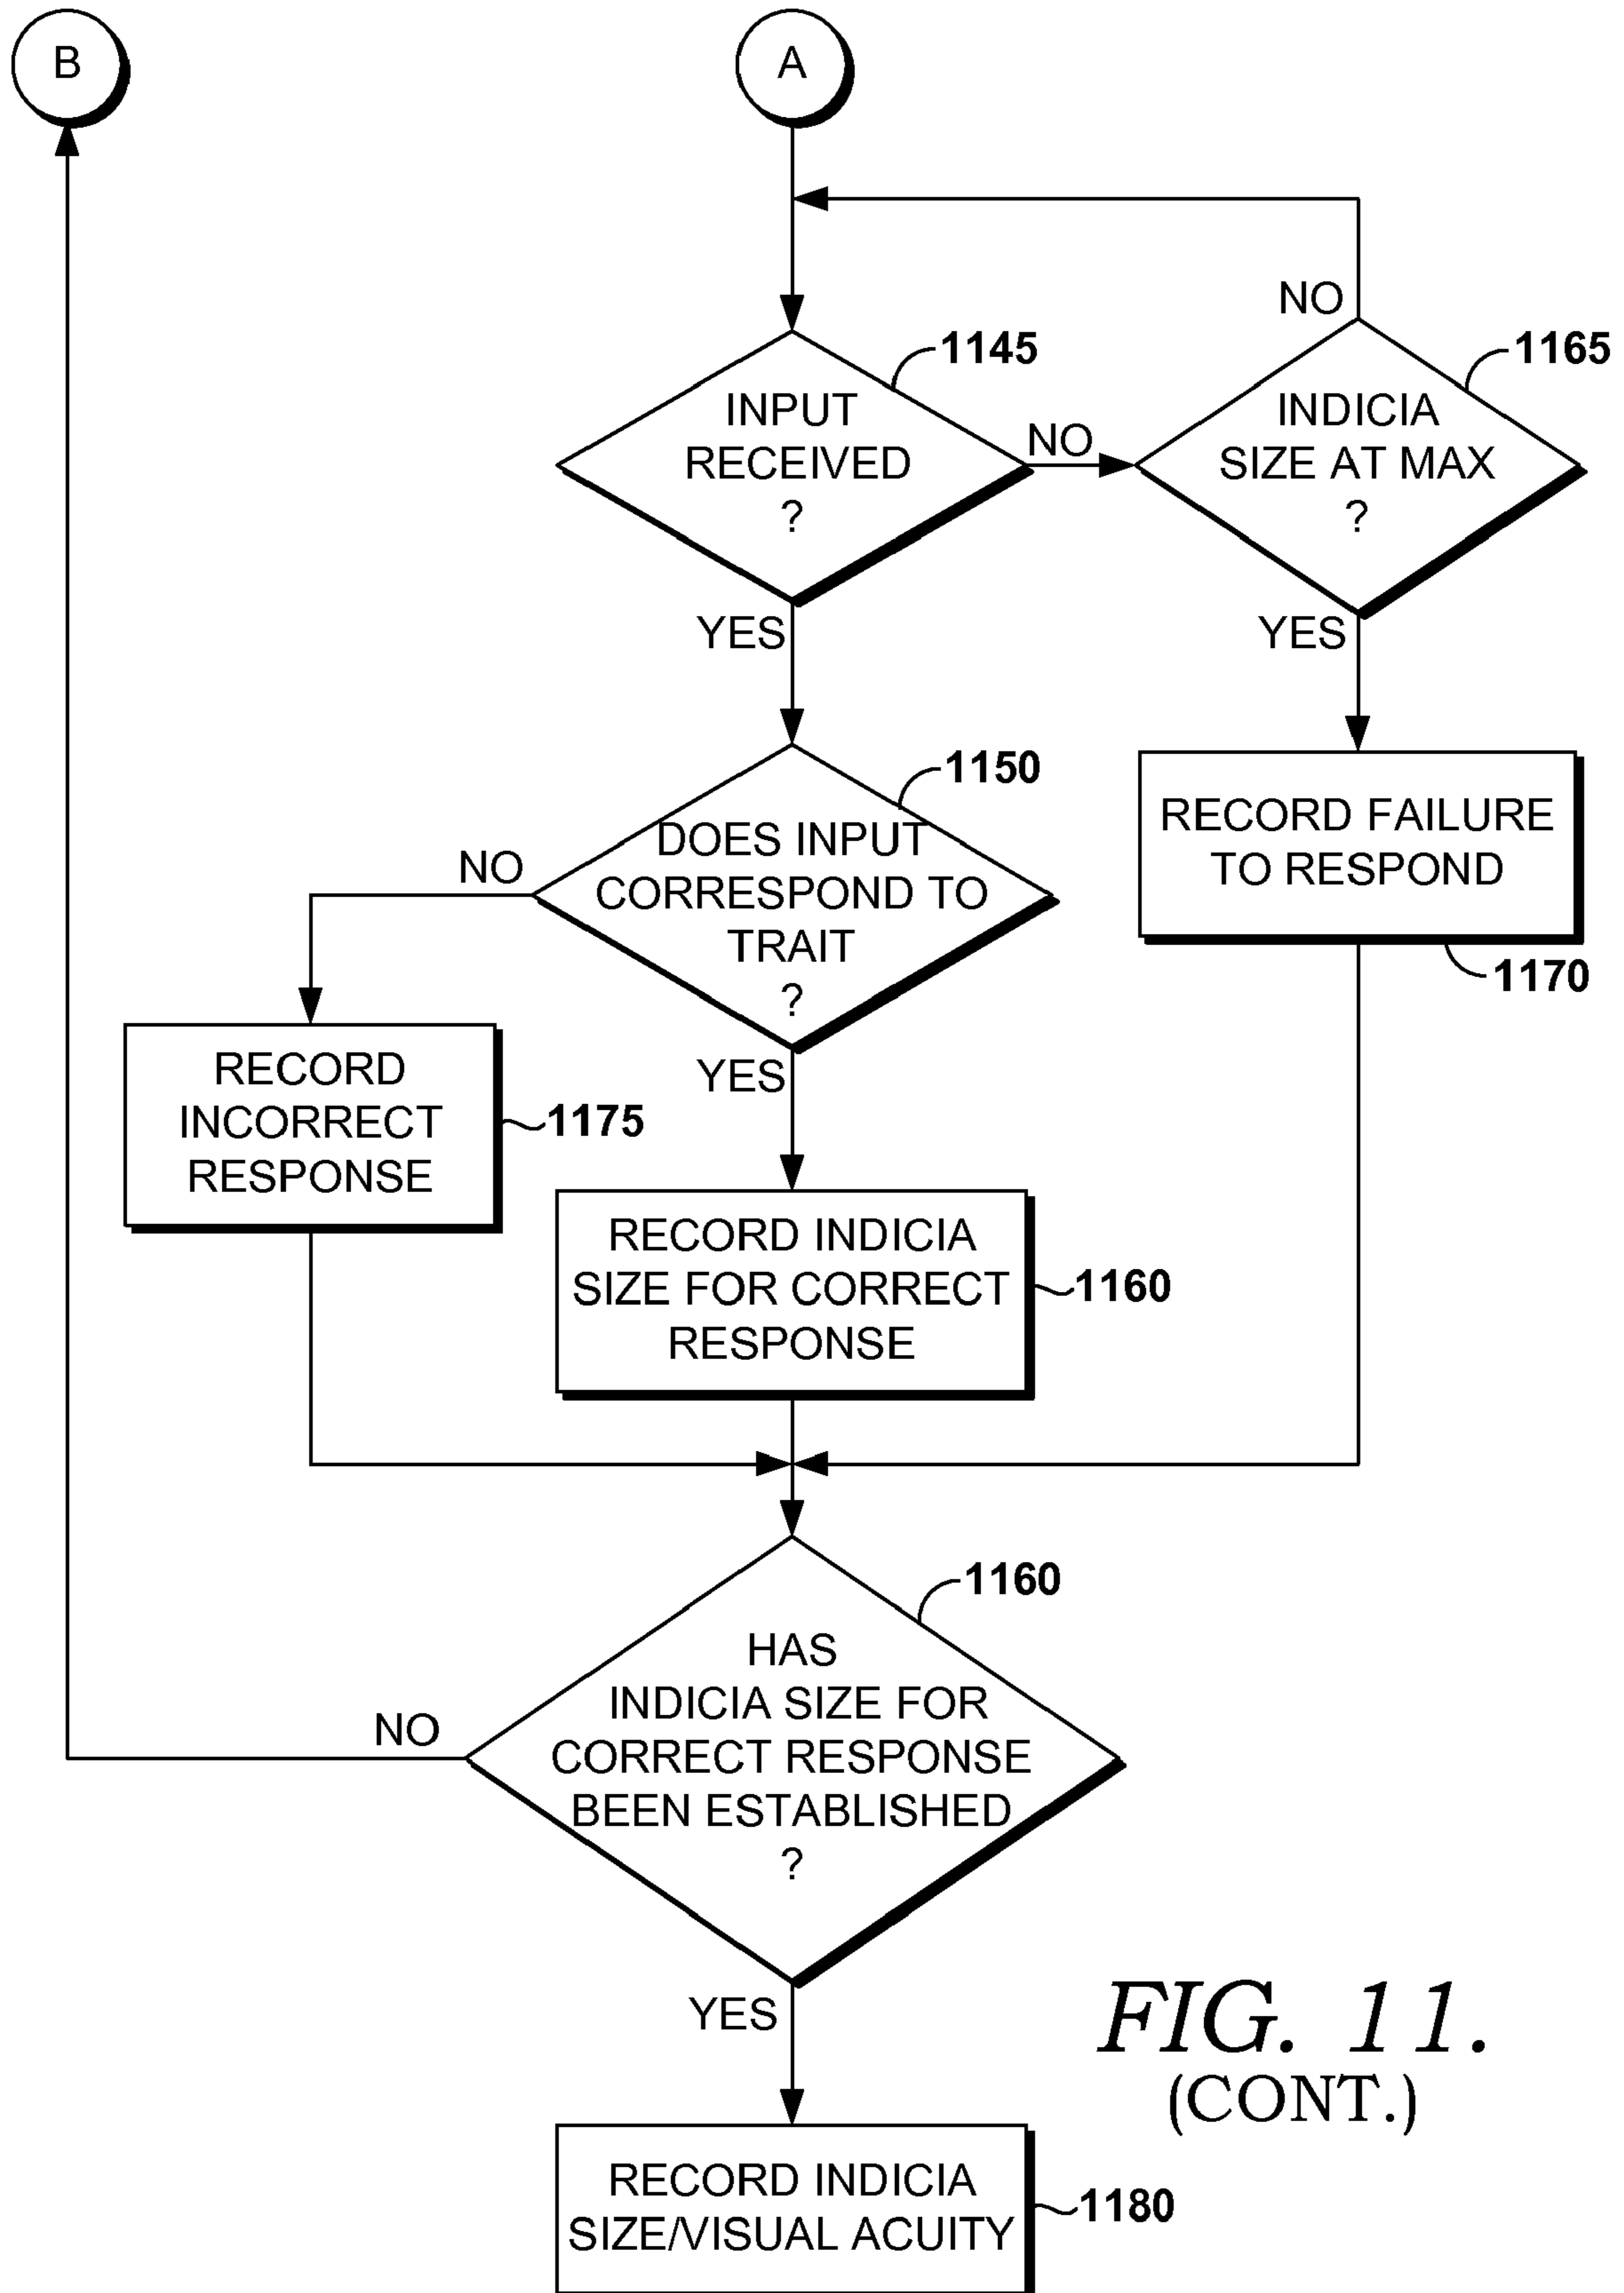 B
A
NO
1145
1165
INPUT
RECEIVED
?
NO
INDICIA
SIZE AT MAX
?
YES
YES
1150
DOES INPUT
CORRESPOND TO
TRAIT
?
NO
RECORD FAILURE
TO RESPOND
1170
RECORD
INCORRECT
RESPONSE
1175
YES
RECORD INDICIA
SIZE FOR CORRECT
RESPONSE
1160
1160
HAS
INDICIA SIZE FOR
CORRECT RESPONSE
BEEN ESTABLISHED
?
NO
YES
RECORD INDICIA
SIZE/VISUAL ACUITY
1180
FIG. 11.
(CONT.)